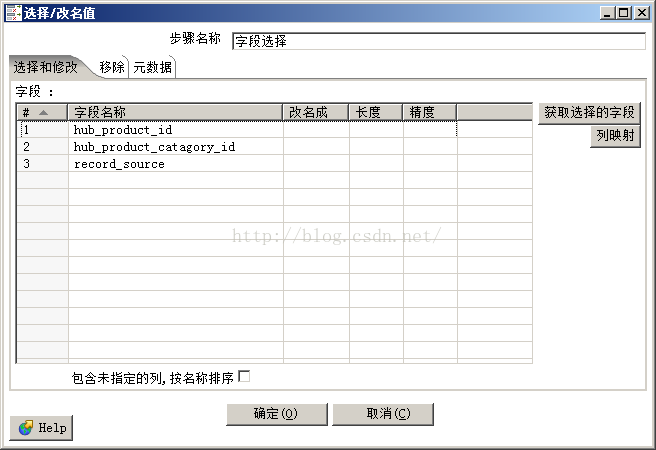 选择/改名值
步骤名称 字段选择
选择和修改 移除 元数据
字段 :
# 字段名称 改名成 长度 精度
获取选择的字段
1 hub_product_id
列映射
2 hub_product_catagory_id
3 record_source
http://blog.csdn.net/
包含未指定的列, 按名称排序
确定(O) 取消(C)
Help